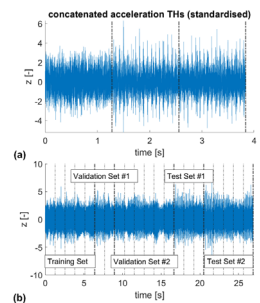 concatenated acceleration THs (standardised)
6
4
2
0
-2
-4
z [-]
0 1 2 3 4
time [s]
(a)
10
5
0
-5
-10
z [-]
Validation Set #1 Test Set #1
Training Set Validation Set #2 Test Set #2
0 5 10 15 20 25
time [s]
(b)